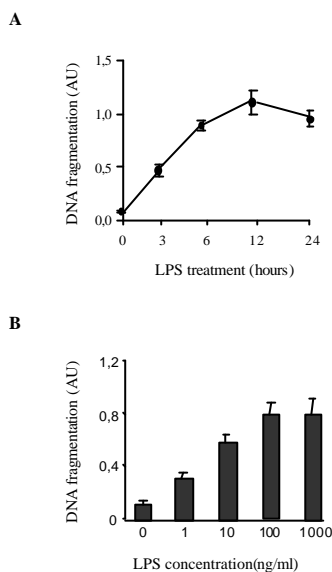 A
DNA fragmentation (AU)
1,5
1,0
0,5
0,0
0 3 6 12 24
LPS treatment (hours)
B
DNA fragmentation (AU)
1,2
0,8
0,4
0
0 1 10 100 1000
LPS concentration(ng/ml)